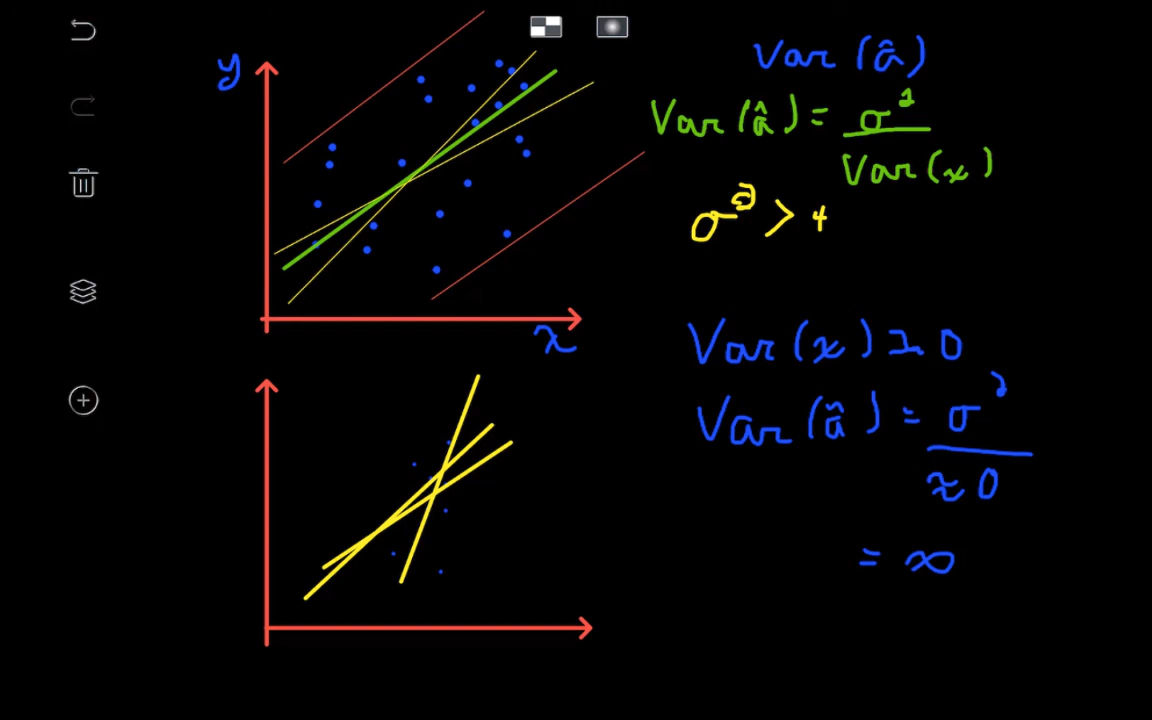 y
x
Var (â)
Var (â) = σ² / Var (x)
σ² > 4
Var (x) ≈ 0
Var (â) = σ² / ≈ 0
= ∞